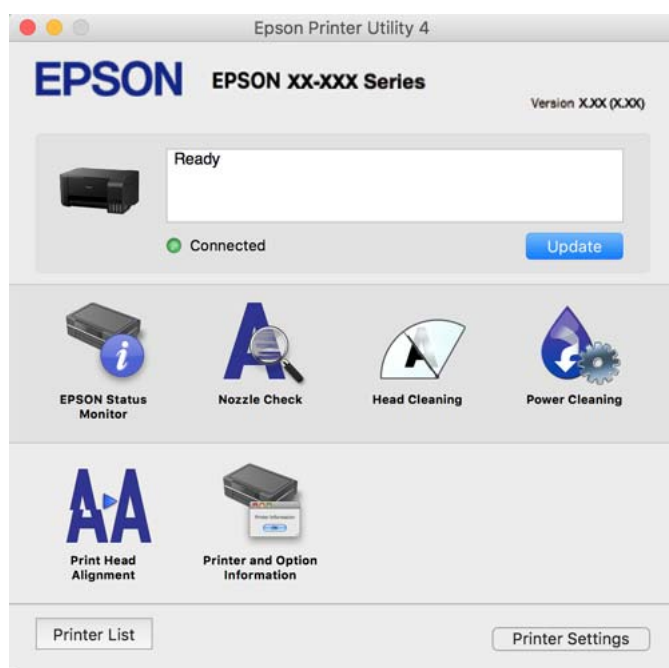 Epson Printer Utility 4
EPSON
EPSON XX-XXX Series
Version X.XX (X.XX)
Ready
Connected
Update
EPSON Status
Monitor
Nozzle Check
Head Cleaning
Power Cleaning
Print Head
Alignment
Printer and Option
Information
Printer List
Printer Settings